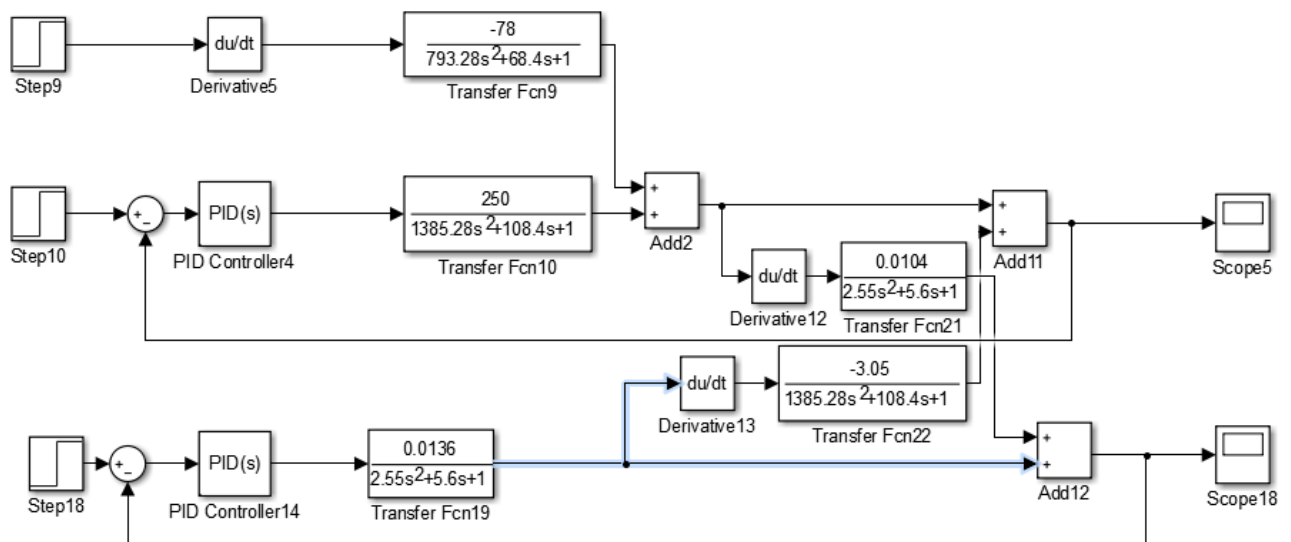 -78
793.28s²+68.4s+1
du/dt
Step9
Derivative5
Transfer Fcn9
+
+
Add2
250
1385.28s²+108.4s+1
PID(s)
+
−
Step10
PID Controller4
Transfer Fcn10
+
+
Add11
Scope5
du/dt
0.0104
2.55s²+5.6s+1
Derivative12
Transfer Fcn21
du/dt
-3.05
1385.28s²+108.4s+1
Derivative13
Transfer Fcn22
+
−
PID(s)
0.0136
2.55s²+5.6s+1
Step18
PID Controller14
Transfer Fcn19
+
+
Add12
Scope18